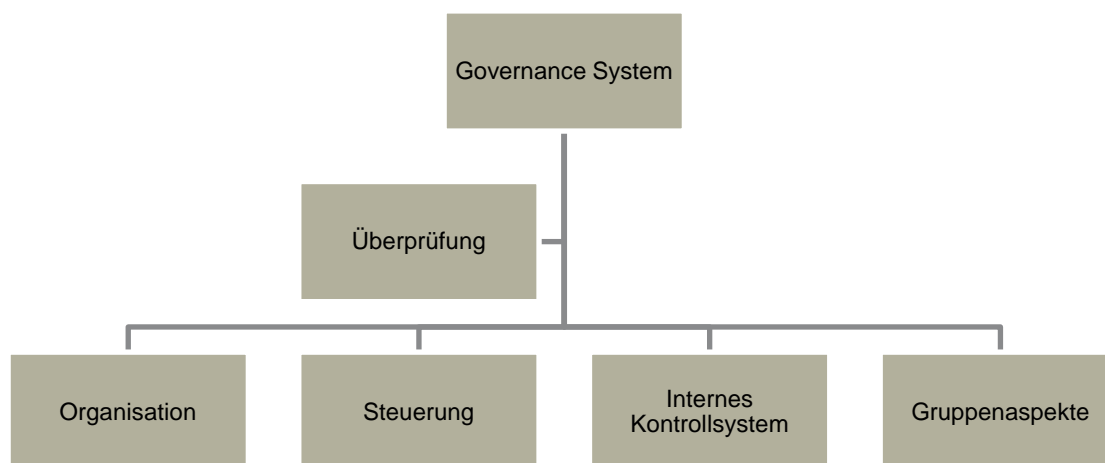 Governance System
Überprüfung
Organisation
Steuerung
Internes
Kontrollsystem
Gruppenaspekte